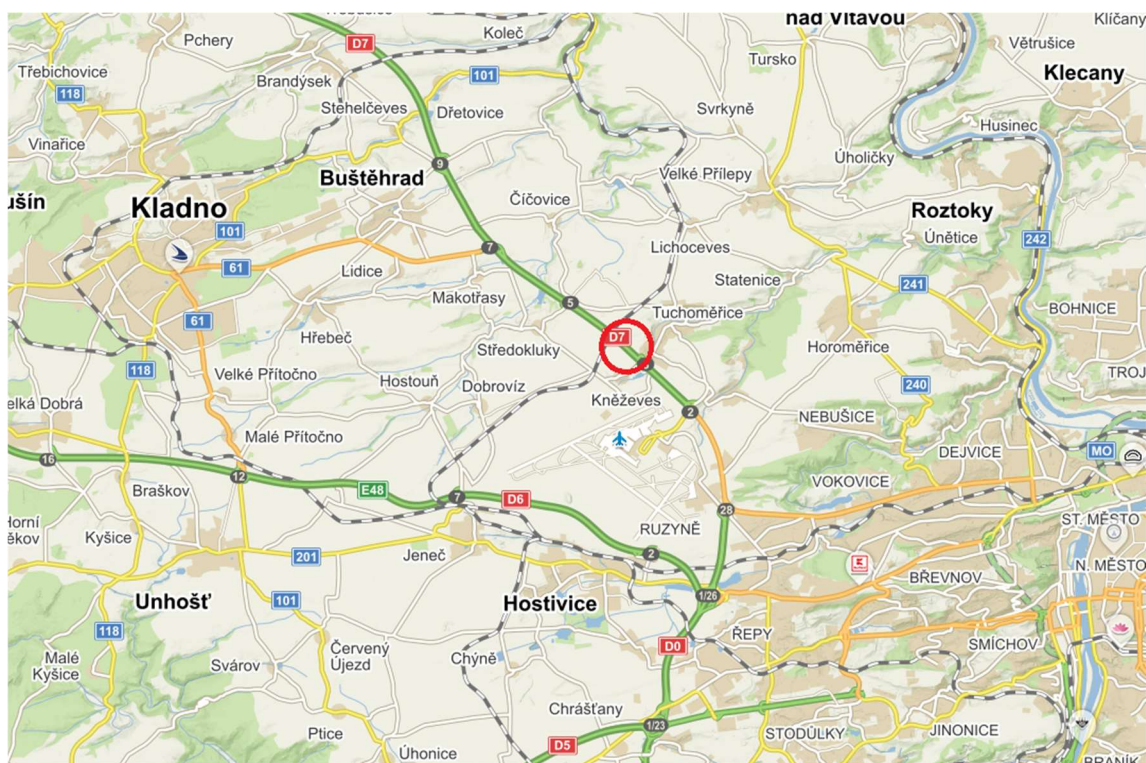 nad Vltavou
Klíčany
Koleč
Pchery
D7
Tursko
Větrušice
Třebichovice
Brandýsek
101
Klecany
118
Stehelčeves
Dřetovice
Svrkyně
Husinec
Vinařice
Úholičky
9
Buštěhrad
Velké Přílepy
ušín
Kladno
Číčovice
Roztoky
101
Únětice
242
7
Lichoceves
61
Lidice
Statenice
241
Makotřasy
5
Tuchoměřice
BOHNICE
61
Hřebeč
D7
Středokluky
Horoměřice
118
Velké Přítočno
Hostouň
Dobrovíz
240
TROJ
elká Dobrá
Kněževes
2
NEBUŠICE
Malé Přítočno
DEJVICE
MO
16
12
E48
7
D6
VOKOVICE
Braškov
28
Horní
ěkov
Kyšice
RUZYNĚ
ST. MĚSTO
201
Jeneč
2
BŘEVNOV
N. MĚSTO
Unhošť
101
Hostivice
1/26
118
ŘEPY
SMÍCHOV
Malé
Kyšice
Svárov
Červený
Újezd
Chýně
D0
Chrášťany
1/23
Ptice
Úhonice
D5
STODŮLKY
JINONICE
BRANÍK